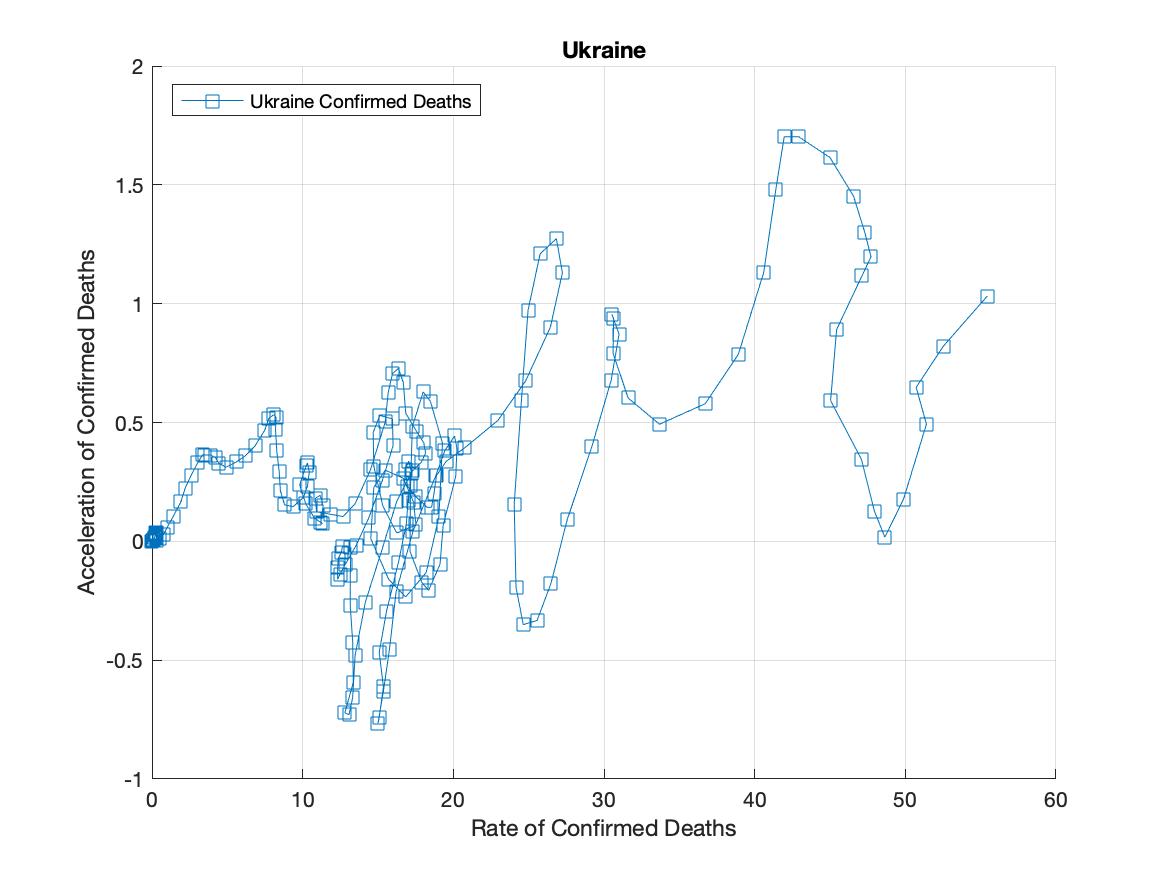 Ukraine
2
Ukraine Confirmed Deaths
1.5
1
0.5
0
-0.5
-1
Acceleration of Confirmed Deaths
0 10 20 30 40 50 60
Rate of Confirmed Deaths